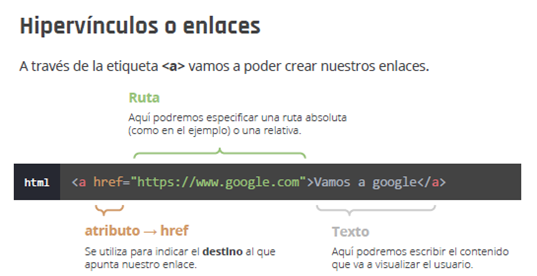 Hipervínculos o enlaces
A través de la etiqueta <a> vamos a poder crear nuestros enlaces.
Ruta
Aquí podremos especificar una ruta absoluta
(como en el ejemplo) o una relativa.
html <a href="https://www.google.com">Vamos a google</a>
atributo → href
Se utiliza para indicar el destino al que
apunta nuestro enlace.
Texto
Aquí podremos escribir el contenido
que va a visualizar el usuario.